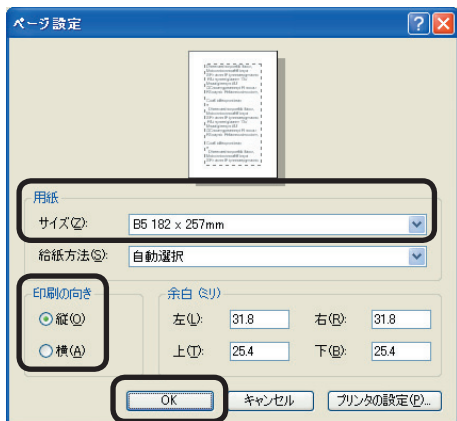 ページ設定
用紙
サイズ(Z): B5 182 x 257mm
給紙方法(S): 自動選択
印刷の向き
縦(O)
横(A)
余白 (ミリ)
左(L): 31.8 右(R): 31.8
上(T): 25.4 下(B): 25.4
OK キャンセル プリンタの設定(P)...